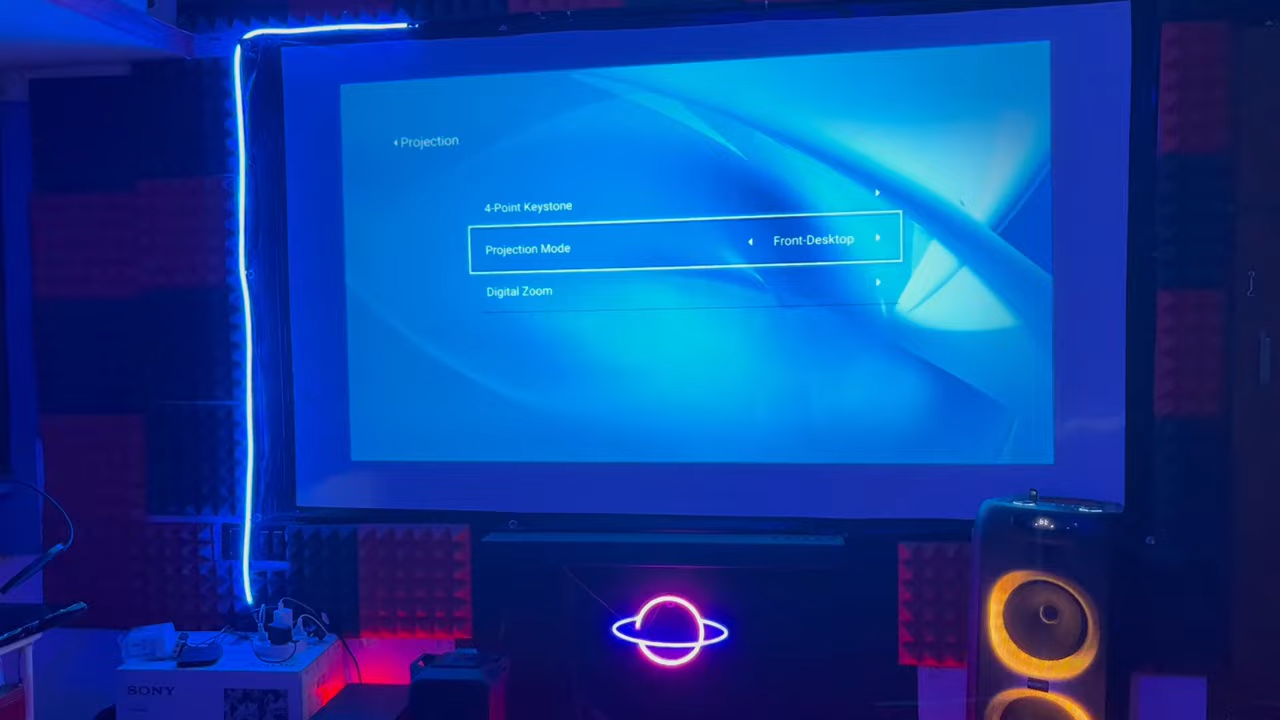 Projection
4-Point Keystone
Projection Mode
Front-Desktop
Digital Zoom
SONY